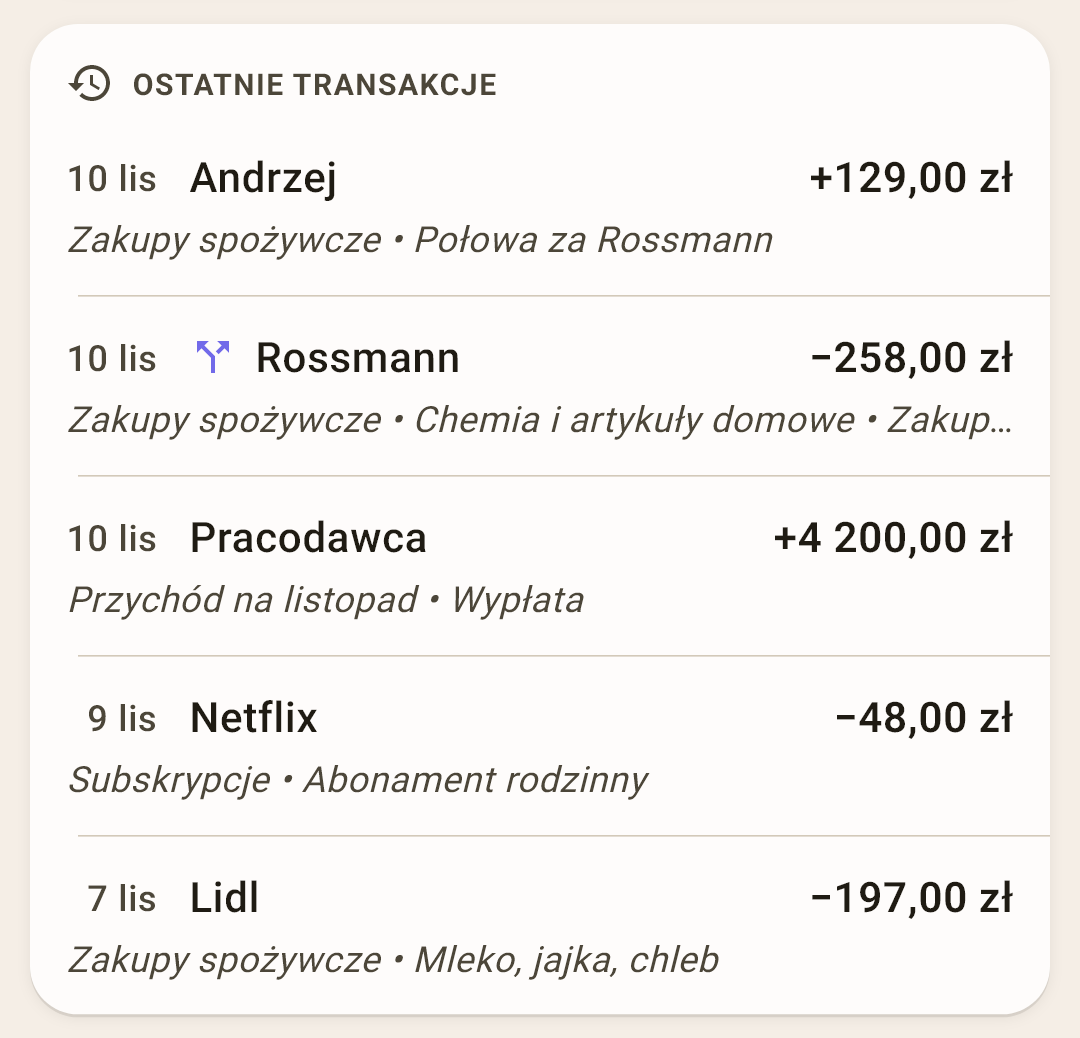 OSTATNIE TRANSAKCJE
10 lis Andrzej +129,00 zł
Zakupy spożywcze • Połowa za Rossmann
10 lis Rossmann −258,00 zł
Zakupy spożywcze • Chemia i artykuły domowe • Zakup…
10 lis Pracodawca +4 200,00 zł
Przychód na listopad • Wypłata
9 lis Netflix −48,00 zł
Subskrypcje • Abonament rodzinny
7 lis Lidl −197,00 zł
Zakupy spożywcze • Mleko, jajka, chleb